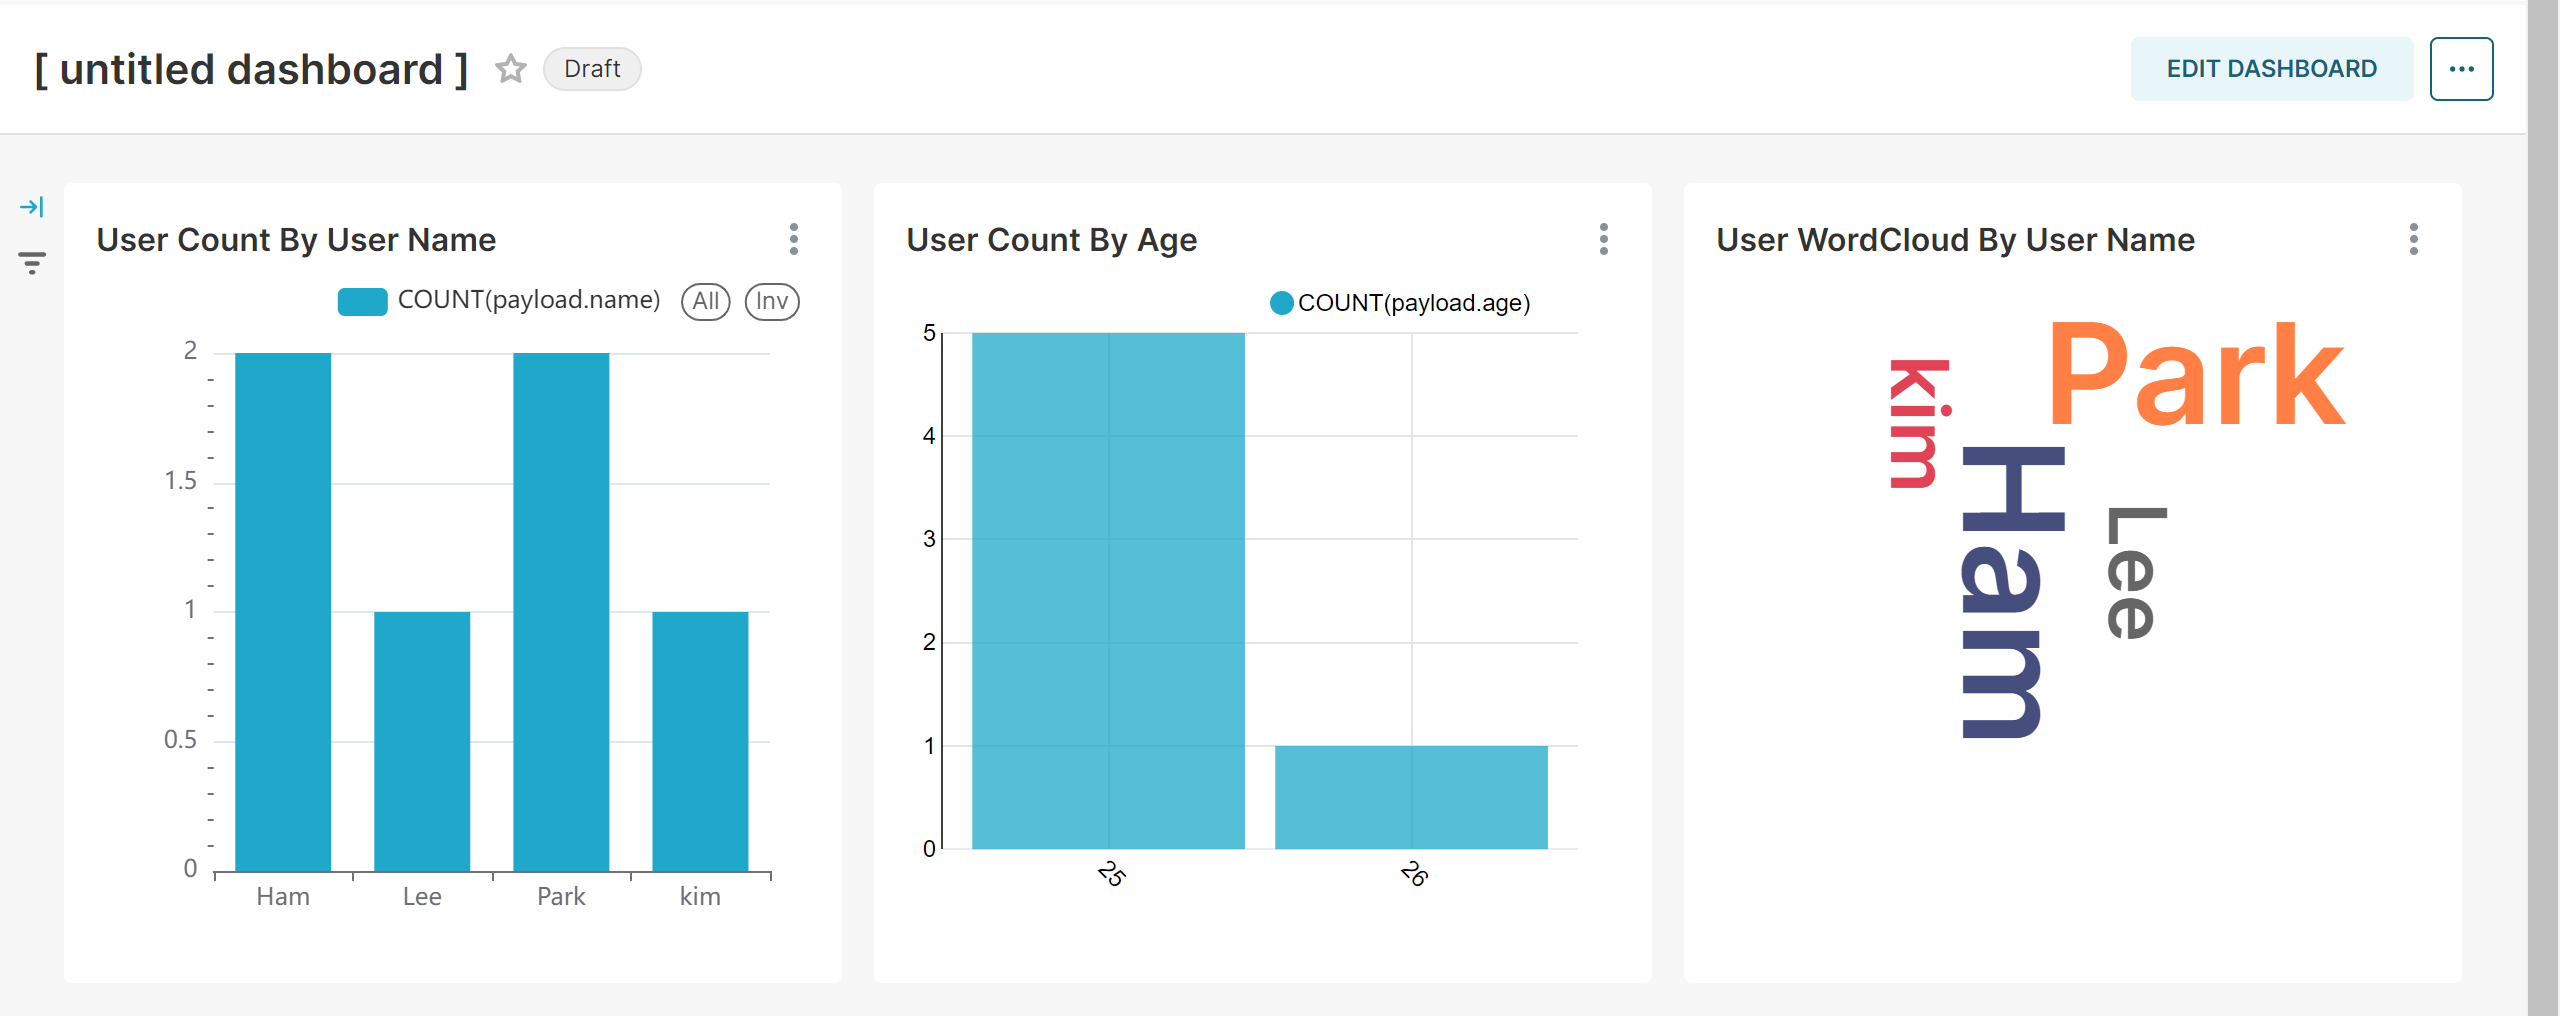 [ untitled dashboard ] Draft EDIT DASHBOARD
User Count By User Name
COUNT(payload.name) All Inv
2
1.5
1
0.5
0
Ham Lee Park kim
User Count By Age
COUNT(payload.age)
5
4
3
2
1
0
25 26
User WordCloud By User Name
Park
kim
Ham
Lee